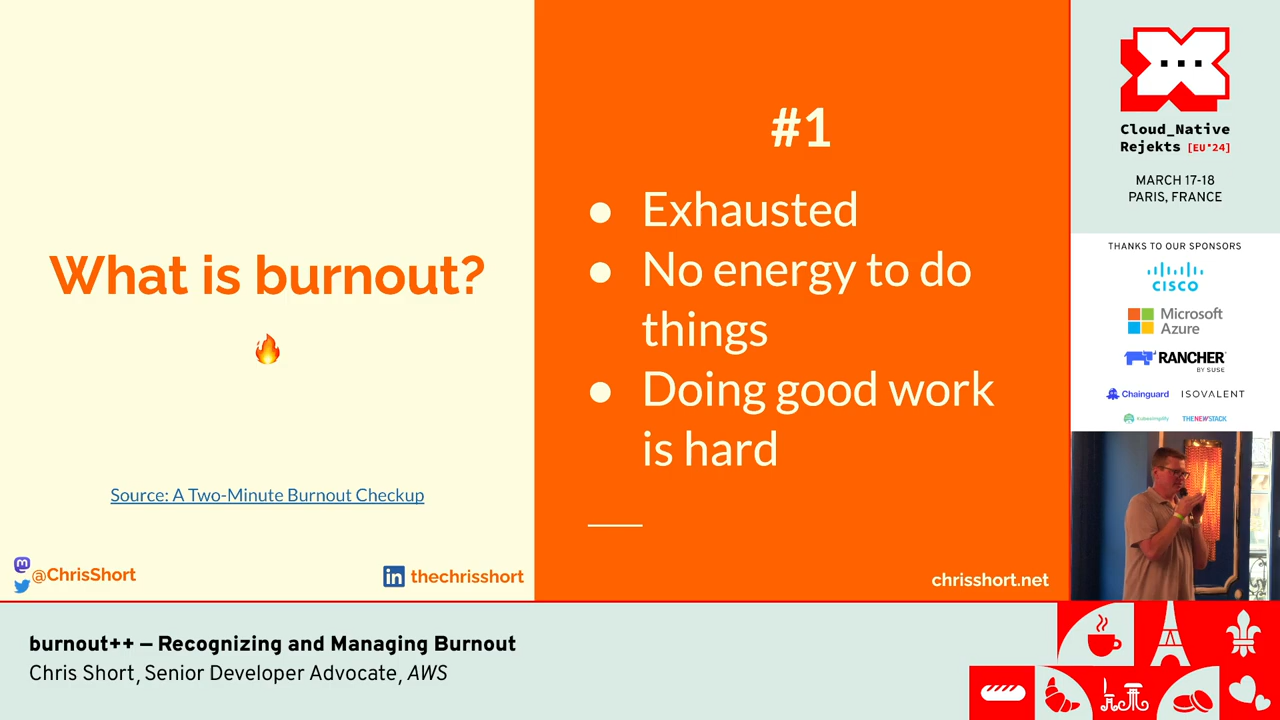 What is burnout?
Source: A Two-Minute Burnout Checkup
@ChrisShort
thechrisshort
#1
● Exhausted
● No energy to do
things
● Doing good work
is hard
chrisshort.net
Cloud_Native
Rejekts [EU*24]
MARCH 17-18
PARIS, FRANCE
THANKS TO OUR SPONSORS
CISCO
Microsoft
Azure
RANCHER
BY SUSE
Chainguard
ISOVALENT
kubesimplify
THENEWSTACK
burnout++ – Recognizing and Managing Burnout
Chris Short, Senior Developer Advocate, AWS